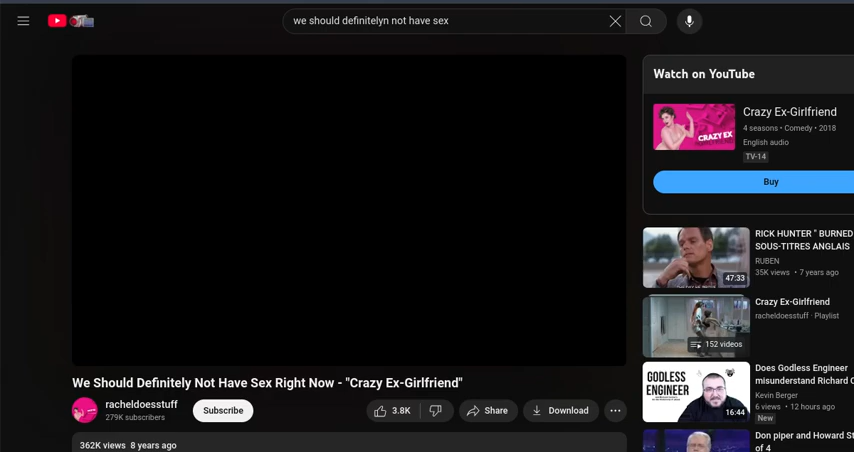 we should definitelyn not have sex
Watch on YouTube
CRAZY EX
Crazy Ex-Girlfriend
4 seasons • Comedy • 2018
English audio
TV-14
Buy
47:33
RICK HUNTER " BURNED
SOUS-TITRES ANGLAIS
RUBEN
35K views • 7 years ago
152 videos
Crazy Ex-Girlfriend
racheldoesstuff · Playlist
GODLESS
ENGINEER
16:44
Does Godless Engineer
misunderstand Richard C
Kevin Berger
6 views • 12 hours ago
New
Don piper and Howard St
of 4
We Should Definitely Not Have Sex Right Now - "Crazy Ex-Girlfriend"
racheldoesstuff
279K subscribers
Subscribe
3.8K
Share
Download
362K views 8 years ago